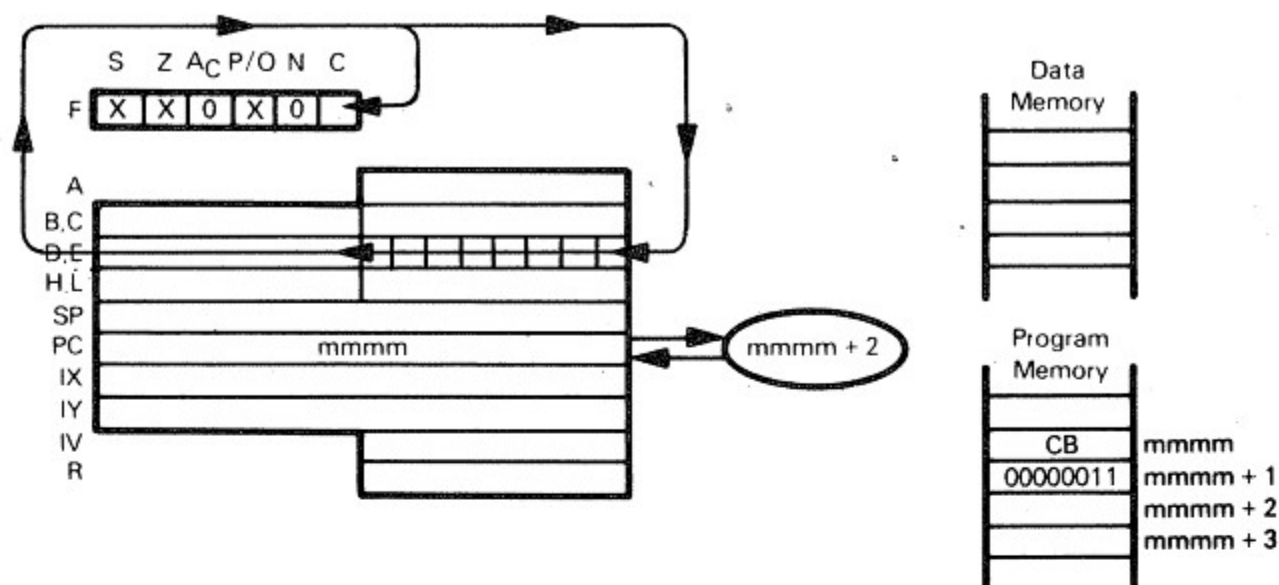 S Z AC P/O N C
F X X 0 X 0
A
B,C
D,E
H,L
SP
PC mmmm
IX
IY
IV
R
mmmm + 2
Data
Memory
Program
Memory
CB mmmm
00000011 mmmm + 1
mmmm + 2
mmmm + 3